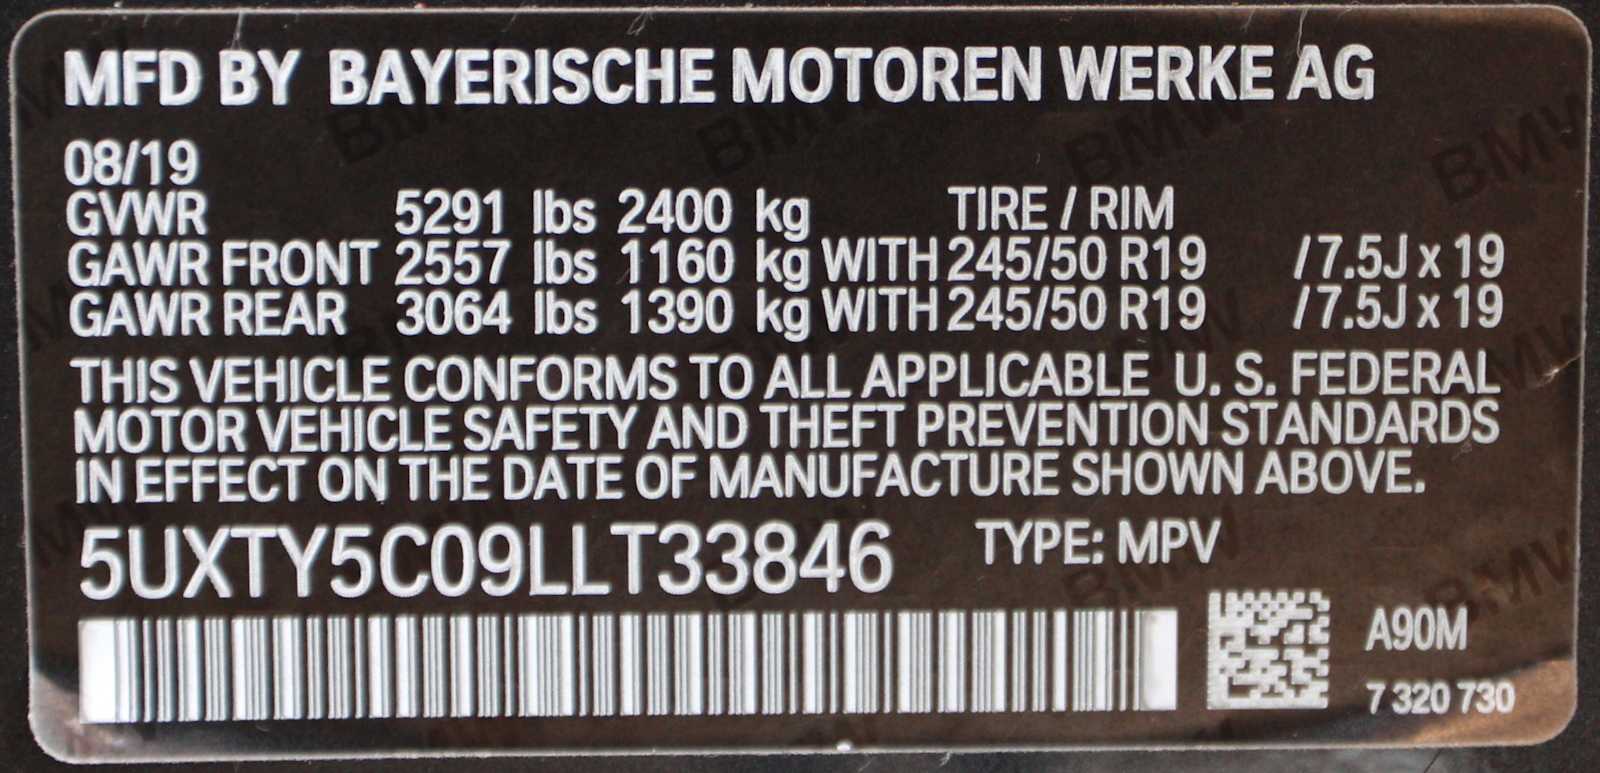 MFD BY BAYERISCHE MOTOREN WERKE AG
08/19
GVWR 5291 lbs 2400 kg TIRE / RIM
GAWR FRONT 2557 lbs 1160 kg WITH 245/50 R19 / 7.5J x 19
GAWR REAR 3064 lbs 1390 kg WITH 245/50 R19 / 7.5J x 19
THIS VEHICLE CONFORMS TO ALL APPLICABLE U. S. FEDERAL
MOTOR VEHICLE SAFETY AND THEFT PREVENTION STANDARDS
IN EFFECT ON THE DATE OF MANUFACTURE SHOWN ABOVE.
5UXTY5C09LLT33846 TYPE: MPV
A90M
7 320 730